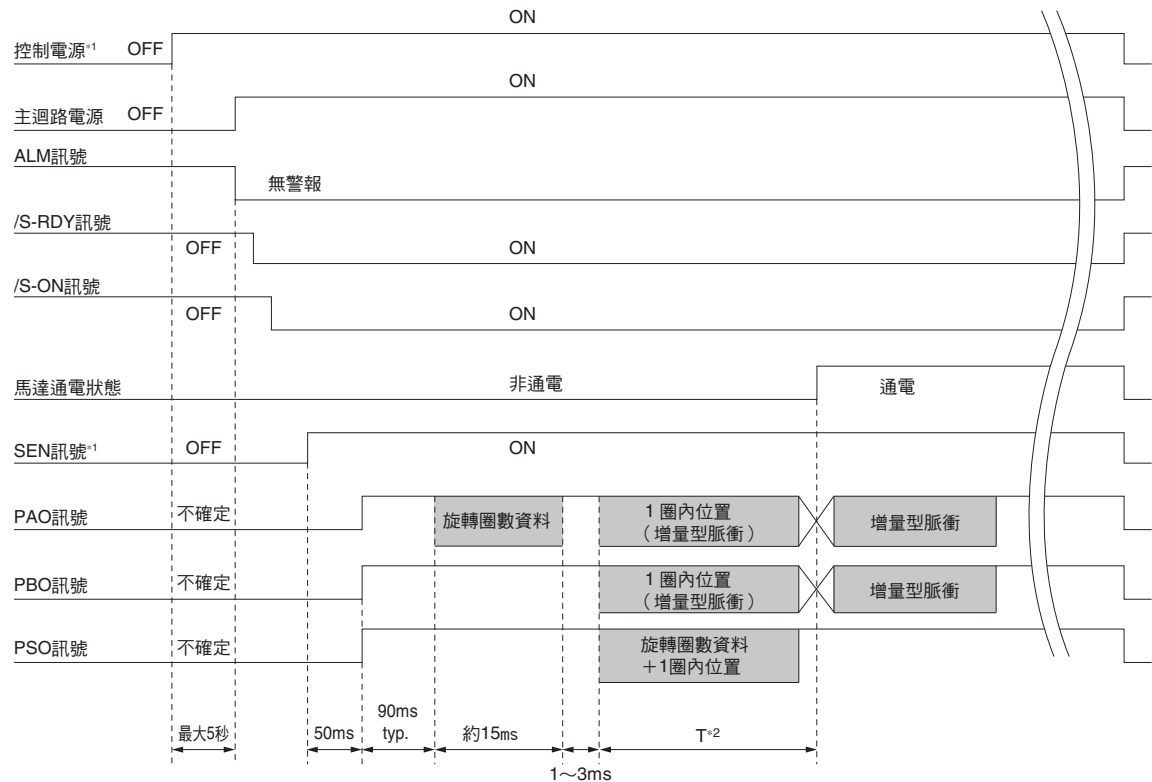 ON
控制電源*1 OFF
ON
主迴路電源 OFF
ALM訊號
無警報
/S-RDY訊號
OFF ON
/S-ON訊號
OFF ON
馬達通電狀態 非通電 通電
SEN訊號*1 OFF ON
PAO訊號 不確定 旋轉圈數資料 1 圈內位置
（增量型脈衝） 增量型脈衝
PBO訊號 不確定 1 圈內位置
（增量型脈衝） 增量型脈衝
PSO訊號 不確定 旋轉圈數資料
＋1圈內位置
最大5秒 50ms 90ms
typ. 約15ms T*2
1～3ms